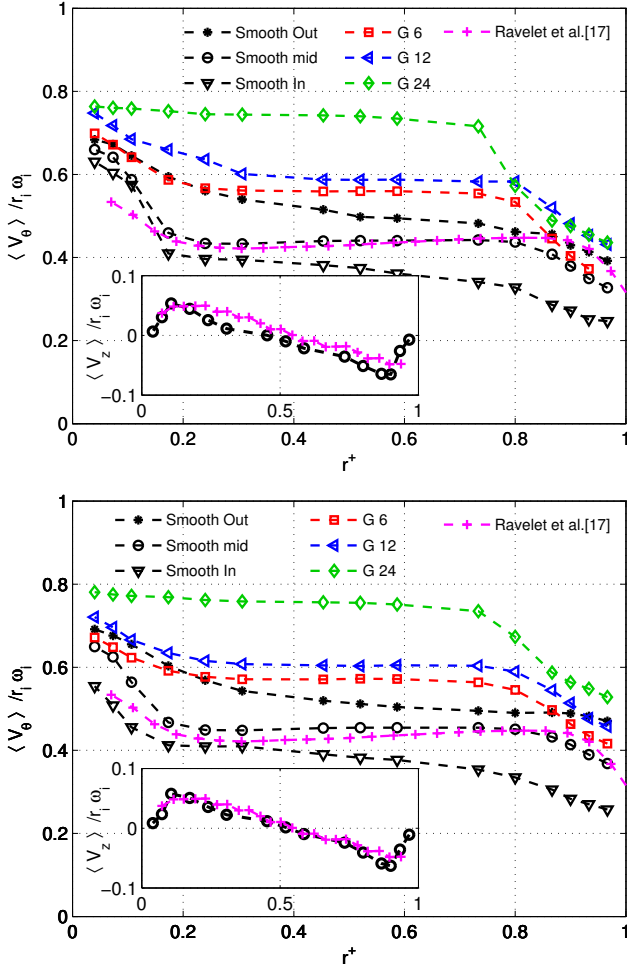 1
0.8
0.6
0.4
0.2
0
⟨ V_θ ⟩ /r_i ω_i
Smooth Out
Smooth mid
Smooth In
G 6
G 12
G 24
Ravelet et al.[17]
0.1
0
−0.1
⟨ V_z ⟩ /r_i ω_i
0 0.5 1
0 0.2 0.4 0.6 0.8 1
r^+
1
0.8
0.6
0.4
0.2
0
⟨ V_θ ⟩ /r_i ω_i
Smooth Out
Smooth mid
Smooth In
G 6
G 12
G 24
Ravelet et al.[17]
0.1
0
−0.1
⟨ V_z ⟩ /r_i ω_i
0 0.5 1
0 0.2 0.4 0.6 0.8 1
r^+